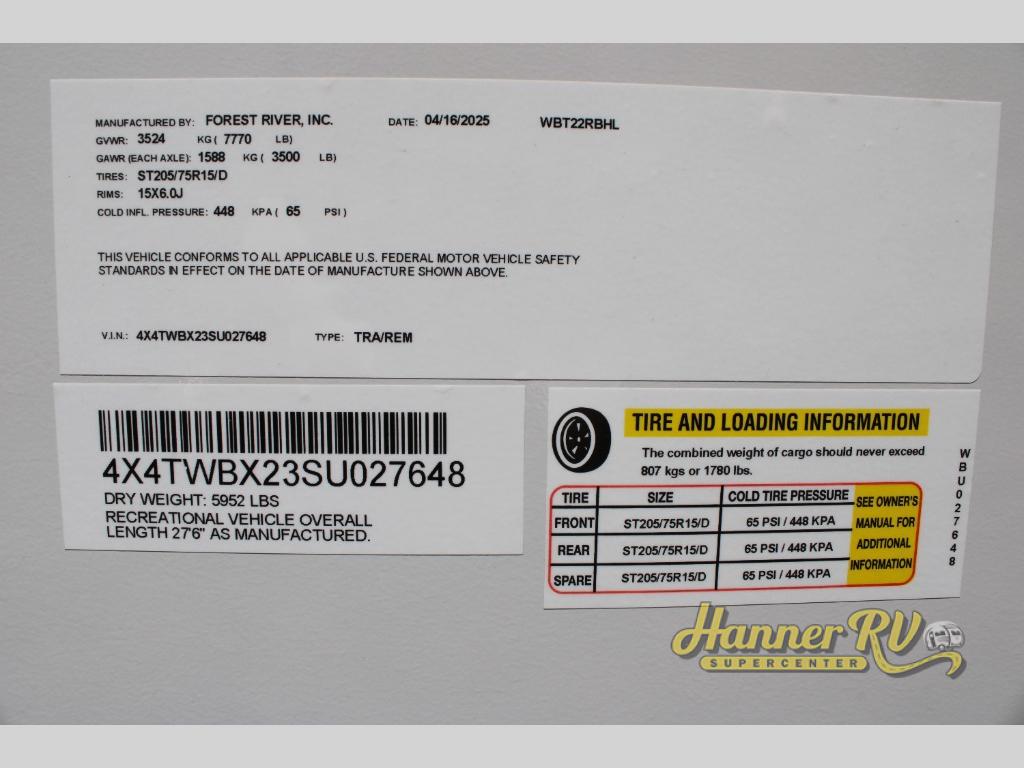 MANUFACTURED BY: FOREST RIVER, INC. DATE: 04/16/2025 WBT22RBHL
GVWR: 3524 KG ( 7770 LB)
GAWR (EACH AXLE): 1588 KG ( 3500 LB)
TIRES: ST205/75R15/D
RIMS: 15X6.0J
COLD INFL. PRESSURE: 448 KPA ( 65 PSI )
THIS VEHICLE CONFORMS TO ALL APPLICABLE U.S. FEDERAL MOTOR VEHICLE SAFETY
STANDARDS IN EFFECT ON THE DATE OF MANUFACTURE SHOWN ABOVE.
V.I.N.: 4X4TWBX23SU027648 TYPE: TRA/REM
4X4TWBX23SU027648
DRY WEIGHT: 5952 LBS
RECREATIONAL VEHICLE OVERALL
LENGTH 27'6" AS MANUFACTURED.
TIRE AND LOADING INFORMATION
The combined weight of cargo should never exceed
807 kgs or 1780 lbs.
TIRE SIZE COLD TIRE PRESSURE
FRONT ST205/75R15/D 65 PSI / 448 KPA
REAR ST205/75R15/D 65 PSI / 448 KPA
SPARE ST205/75R15/D 65 PSI / 448 KPA
SEE OWNER'S
MANUAL FOR
ADDITIONAL
INFORMATION
WBU027648
Hanner RV
SUPERCENTER